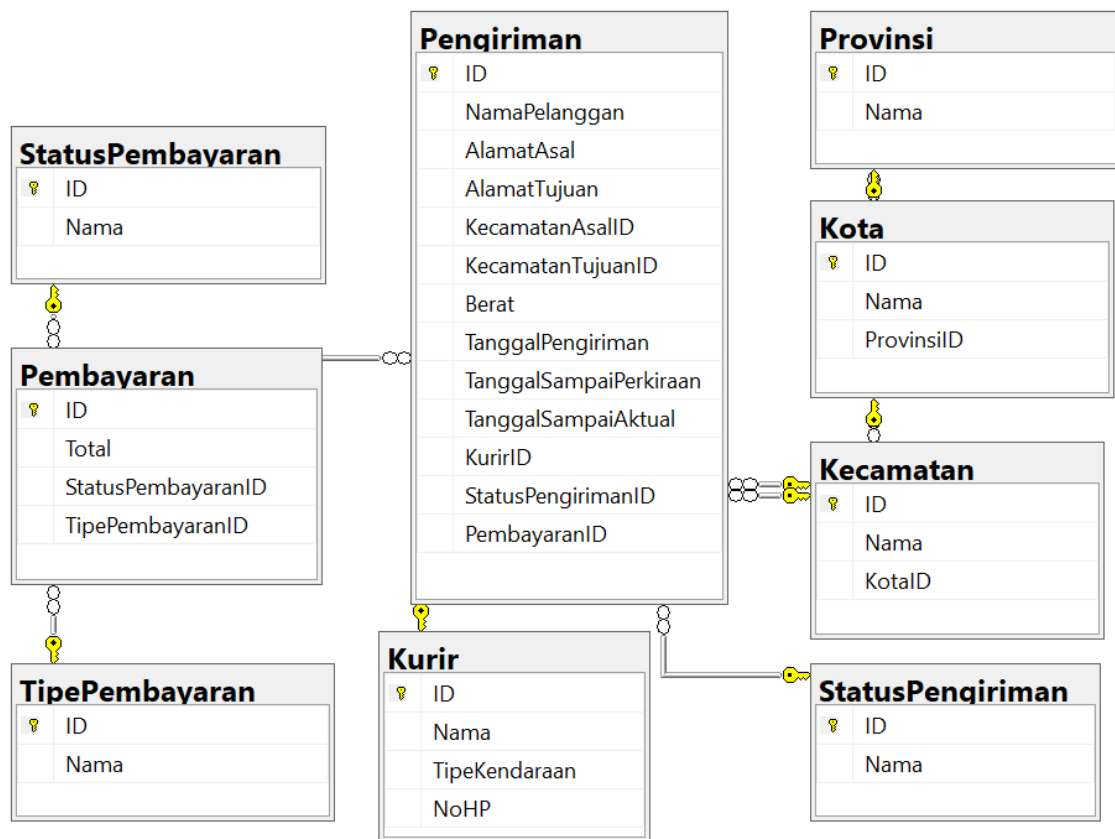 Pengiriman
ID
NamaPelanggan
AlamatAsal
AlamatTujuan
KecamatanAsalID
KecamatanTujuanID
Berat
TanggalPengiriman
TanggalSampaiPerkiraan
TanggalSampaiAktual
KurirID
StatusPengirimanID
PembayaranID
Provinsi
ID
Nama
StatusPembayaran
ID
Nama
Kota
ID
Nama
ProvinsiID
Pembayaran
ID
Total
StatusPembayaranID
TipePembayaranID
Kecamatan
ID
Nama
KotaID
TipePembayaran
ID
Nama
Kurir
ID
Nama
TipeKendaraan
NoHP
StatusPengiriman
ID
Nama